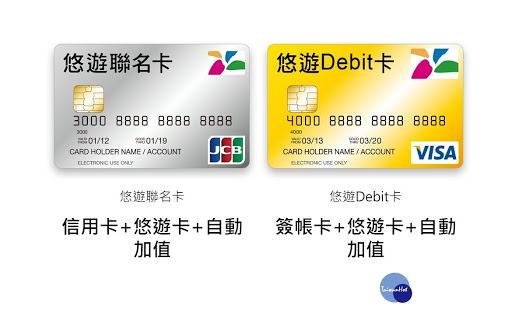 悠遊聯名卡
3000 8888 8888 8888
3000
VALID FROM 01/12 GOOD THRU 01/19
CARD HOLDER NAME / ACCOUNT
ELECTRONIC USE ONLY
JCB
悠遊聯名卡
信用卡+悠遊卡+自動
加值
悠遊Debit卡
4000 8888 8888 8888
4000
VALID FROM 03/13 GOOD THRU 03/20
CARD HOLDER NAME / ACCOUNT
ELECTRONIC USE ONLY
VISA
悠遊Debit卡
簽帳卡+悠遊卡+自動
加值
TaiwanHot